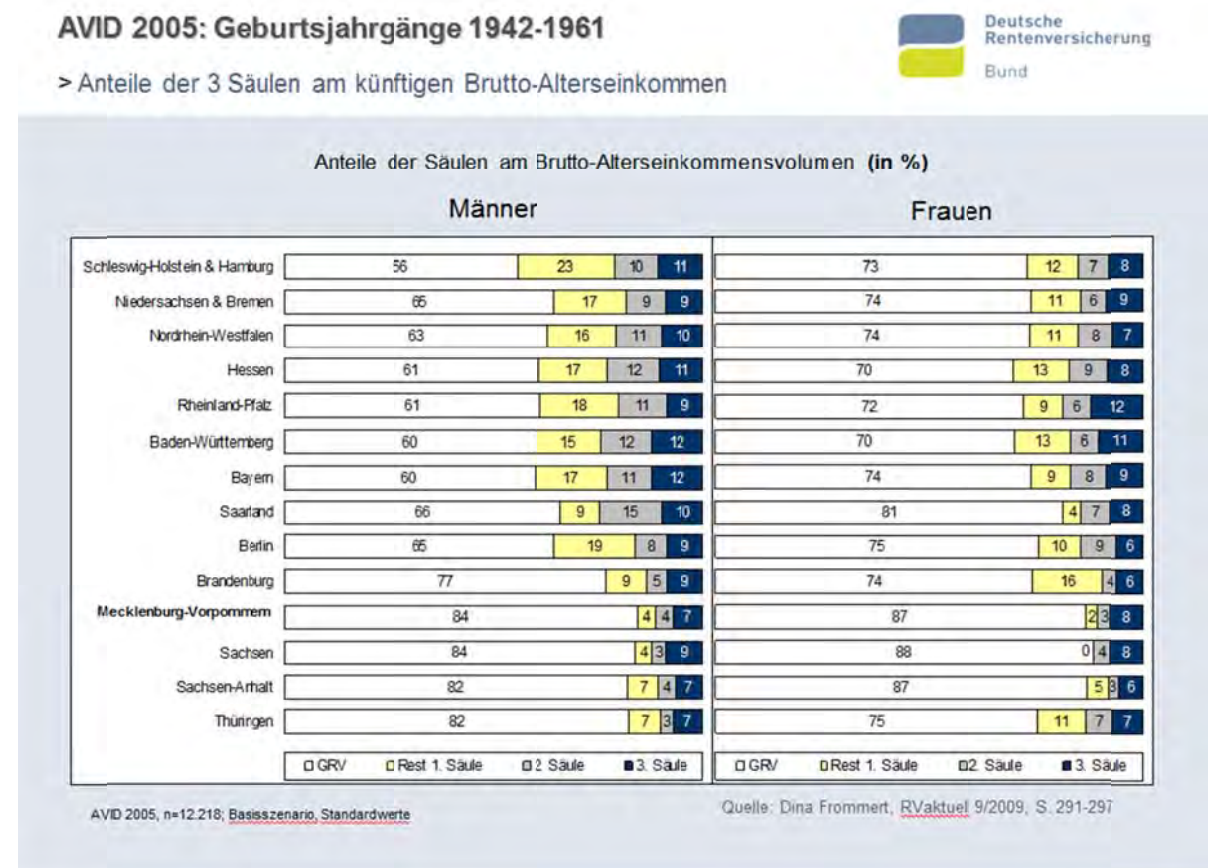 AVID 2005: Geburtsjahrgänge 1942-1961
Deutsche
Rentenversicherung
Bund
> Anteile der 3 Säulen am künftigen Brutto-Alterseinkommen
Anteile der Säulen am Brutto-Alterseinkommensvolumen (in %)
Männer Frauen
Schleswig-Holstein & Hamburg 56 23 10 11 73 12 7 8
Niedersachsen & Bremen 65 17 9 9 74 11 6 9
Nordrhein-Westfalen 63 16 11 10 74 11 8 7
Hessen 61 17 12 11 70 13 9 8
Rheinland-Pfalz 61 18 11 9 72 9 6 12
Baden-Württemberg 60 15 12 12 70 13 6 11
Bayern 60 17 11 12 74 9 8 9
Saarland 66 9 15 10 81 4 7 8
Berlin 65 19 8 9 75 10 9 6
Brandenburg 77 9 5 9 74 16 4 6
Mecklenburg-Vorpommern 84 4 4 7 87 2 3 8
Sachsen 84 4 3 9 88 0 4 8
Sachsen-Anhalt 82 7 4 7 87 5 3 6
Thüringen 82 7 3 7 75 11 7 7
GRV Rest 1. Säule 2. Säule 3. Säule GRV Rest 1. Säule 2. Säule 3. Säule
AVID 2005, n=12.218; Basisszenario, Standardwerte
Quelle: Dina Frommert, RVaktuel 9/2009, S. 291-297